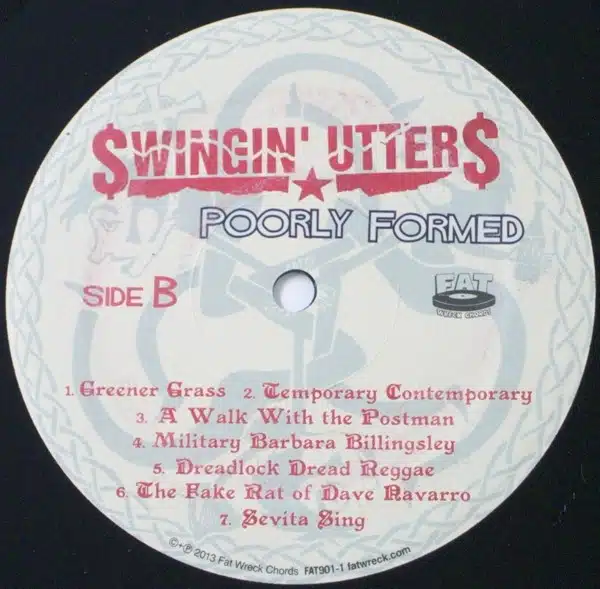 $WINGIN' UTTER$
POORLY FORMED
SIDE B
FAT
WRECK CHORDS
1. Greener Grass 2. Temporary Contemporary
3. A Walk With the Postman
4. Military Barbara Billingsley
5. Dreadlock Dread Reggae
6. The Fake Rat of Dave Navarro
7. Sevita Sing
©+℗ 2013 Fat Wreck Chords FAT901-1 fatwreck.com